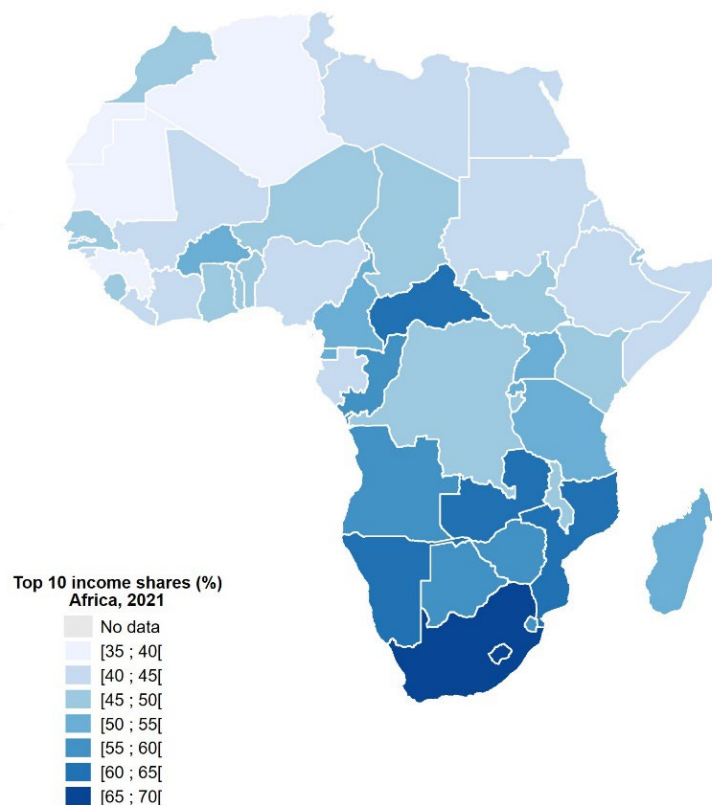 Top 10 income shares (%)
Africa, 2021
No data
[35 ; 40[
[40 ; 45[
[45 ; 50[
[50 ; 55[
[55 ; 60[
[60 ; 65[
[65 ; 70[